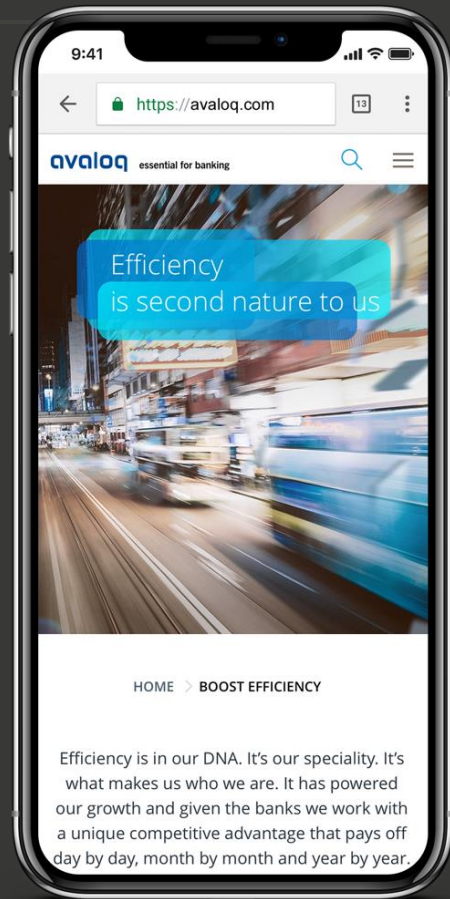 9:41
https://avaloq.com
13
avaloq essential for banking
Efficiency
is second nature to us
HOME > BOOST EFFICIENCY
Efficiency is in our DNA. It’s our speciality. It’s
what makes us who we are. It has powered
our growth and given the banks we work with
a unique competitive advantage that pays off
day by day, month by month and year by year.